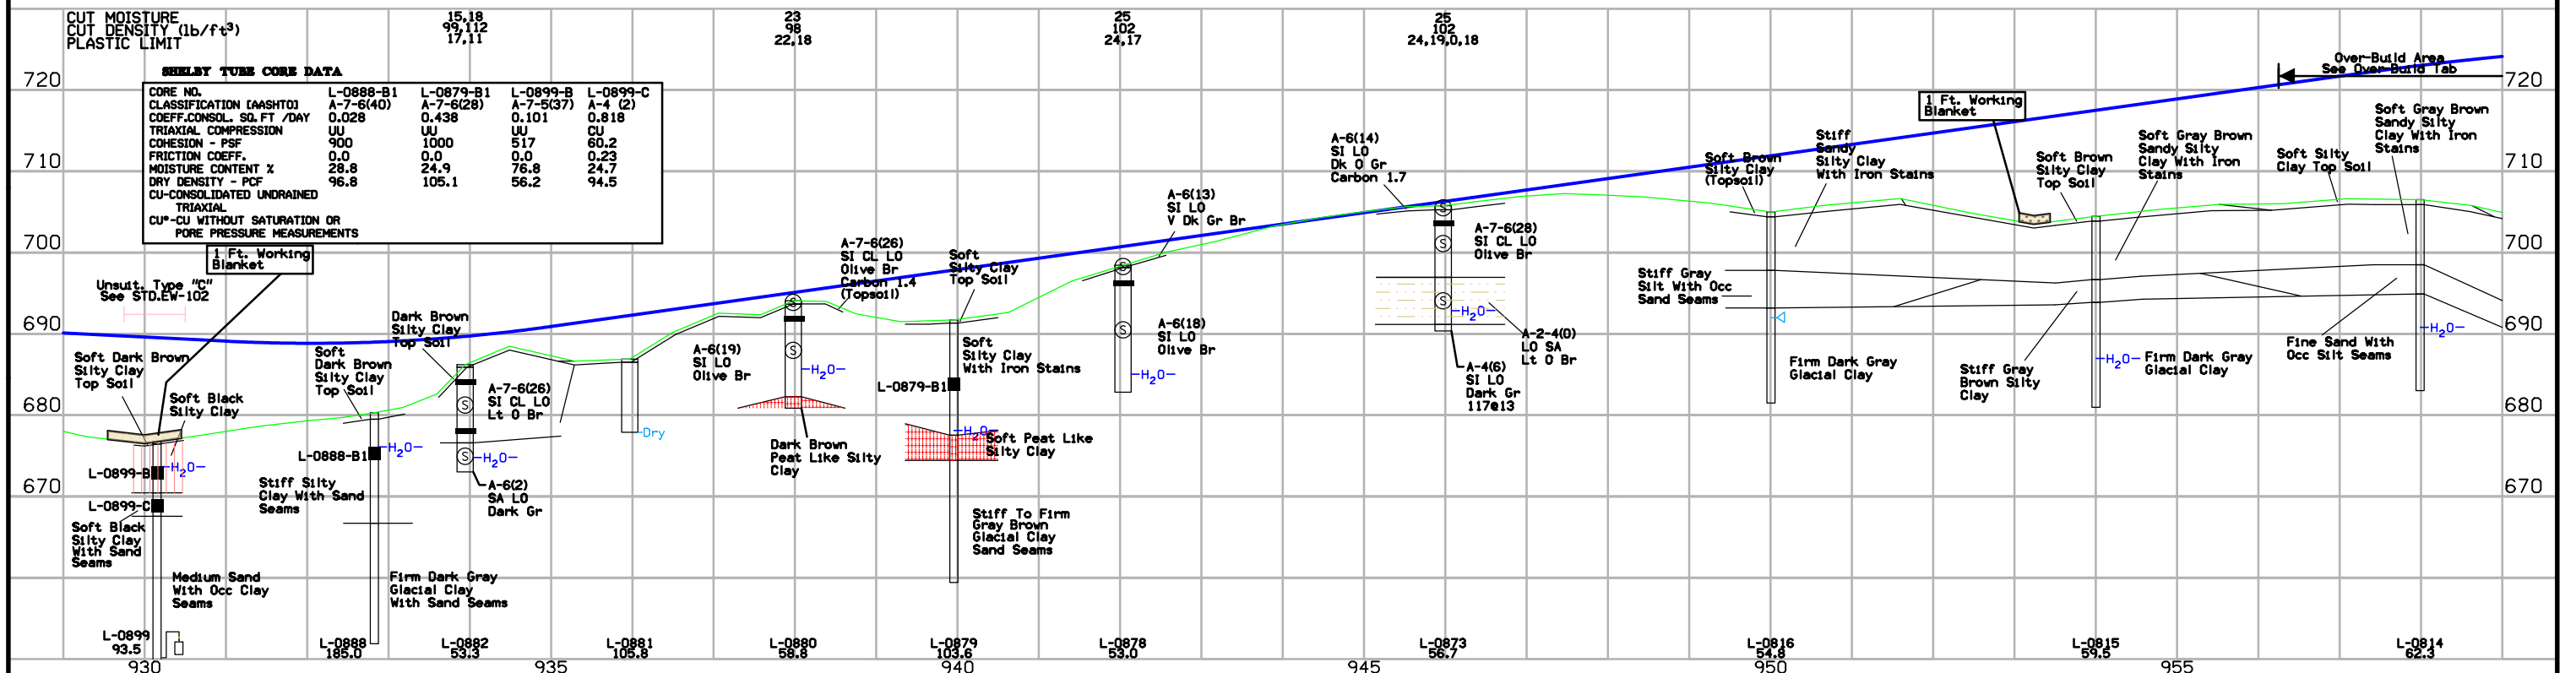 CUT MOISTURE
CUT DENSITY (lb/ft³)
PLASTIC LIMIT
15,18
99,112
17,11
23
98
22,18
25
102
24,17
25
102
24,19,0,18
SHELBY TUBE CORE DATA
CORE NO. L-0888-B1 L-0879-B1 L-0899-B L-0899-C
CLASSIFICATION [AASHTO] A-7-6(40) A-7-6(28) A-7-5(37) A-4 (2)
COEFF.CONSOL. SQ.FT /DAY 0.028 0.438 0.101 0.818
TRIAXIAL COMPRESSION UU UU UU CU
COHESION - PSF 900 1000 517 60.2
FRICTION COEFF. 0.0 0.0 0.0 0.23
MOISTURE CONTENT % 28.8 24.9 76.8 24.7
DRY DENSITY - PCF 96.8 105.1 56.2 94.5
CU-CONSOLIDATED UNDRAINED
TRIAXIAL
CU*-CU WITHOUT SATURATION OR
PORE PRESSURE MEASUREMENTS
720
710
700
690
680
670
720
710
700
690
680
670
1 Ft. Working
Blanket
Unsuit. Type "C"
See STD.EW-102
Soft Dark Brown
Silty Clay
Top Soil
Soft Black
Silty Clay
L-0899-B
H2O
L-0899-C
Soft Black
Silty Clay
With Sand
Seams
Medium Sand
With Occ Clay
Seams
L-0899
93.5
Soft
Dark Brown
Silty Clay
Top Soil
L-0888-B1
H2O
Stiff Silty
Clay With Sand
Seams
Firm Dark Gray
Glacial Clay
With Sand Seams
L-0888
185.0
Dark Brown
Silty Clay
Top Soil
A-7-6(26)
SI CL LO
Lt O Br
S
S
H2O
A-6(2)
SA LO
Dark Gr
L-0882
53.3
Dry
L-0881
105.8
A-7-6(26)
SI CL LO
Olive Br
Carbon 1.4
(Topsoil)
S
A-6(19)
SI LO
Olive Br
S
H2O
Dark Brown
Peat Like Silty
Clay
L-0880
58.8
Soft
Silty Clay
Top Soil
Soft
Silty Clay
With Iron Stains
L-0879-B1
H2O
Soft Peat Like
Silty Clay
Stiff To Firm
Gray Brown
Glacial Clay
Sand Seams
L-0879
103.6
A-6(13)
SI LO
V Dk Gr Br
S
S
A-6(18)
SI LO
Olive Br
H2O
L-0878
53.0
A-6(14)
SI LO
Dk O Gr
Carbon 1.7
S
S
A-7-6(28)
SI CL LO
Olive Br
S
H2O
A-2-4(0)
LO SA
Lt O Br
A-4(6)
SI LO
Dark Gr
117@13
L-0873
56.7
Soft Brown
Silty Clay
(Topsoil)
Stiff
Sandy
Silty Clay
With Iron Stains
Stiff Gray
Silt With Occ
Sand Seams
Firm Dark Gray
Glacial Clay
L-0816
54.8
1 Ft. Working
Blanket
Soft Brown
Silty Clay
Top Soil
Soft Gray Brown
Sandy Silty
Clay With Iron
Stains
Stiff Gray
Brown Silty
Clay
H2O
Firm Dark Gray
Glacial Clay
L-0815
59.5
Over-Build Area
See Over-Build Tab
Soft Silty
Clay Top Soil
Soft Gray Brown
Sandy Silty
Clay With Iron
Stains
Fine Sand With
Occ Silt Seams
H2O
L-0814
62.3
930
935
940
945
950
955